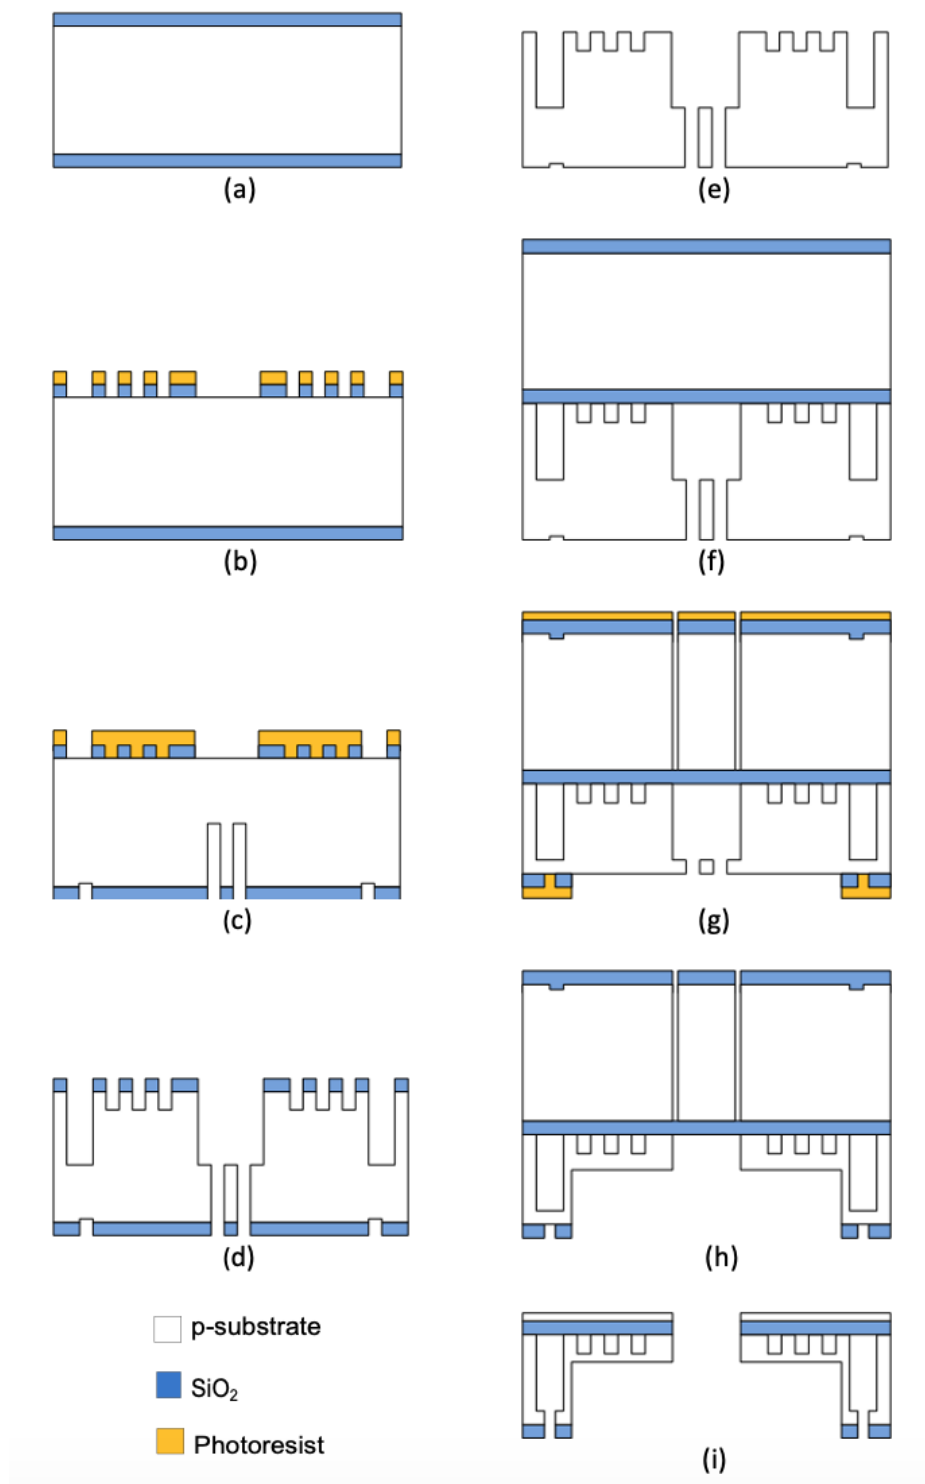 (a)
(b)
(c)
(d)
p-substrate
SiO₂
Photoresist
(e)
(f)
(g)
(h)
(i)